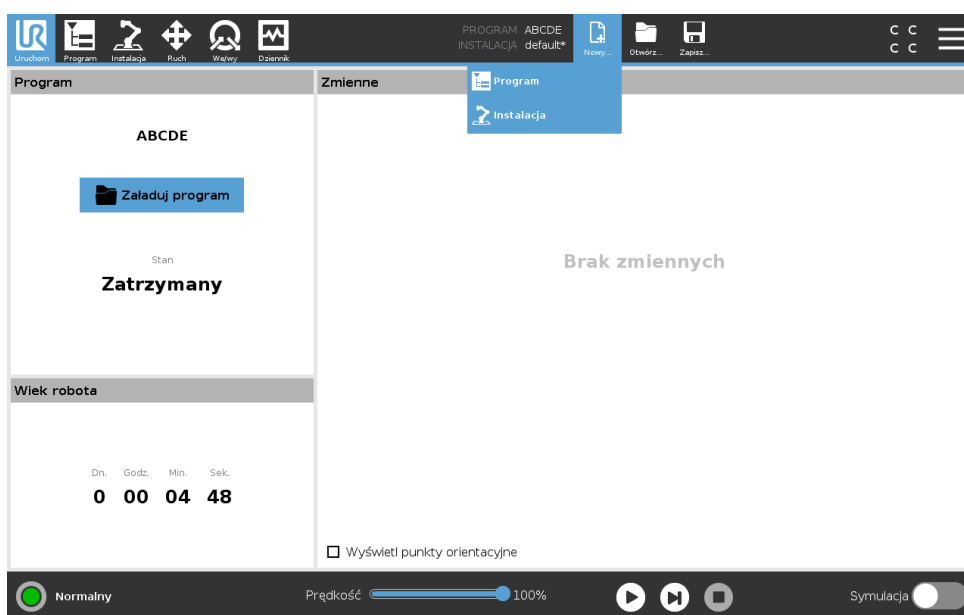 UR
Uruchom Program Instalacja Ruch We/wy Dziennik
PROGRAM ABCDE
INSTALACJA default*
Nowy... Otwórz... Zapisz...
C C
C C
Program
Instalacja
Program
ABCDE
Załaduj program
Stan
Zatrzymany
Wiek robota
Dn. Godz. Min. Sek.
0 00 04 48
Zmienne
Brak zmiennych
Wyświetl punkty orientacyjne
Normalny
Prędkość 100%
Symulacja